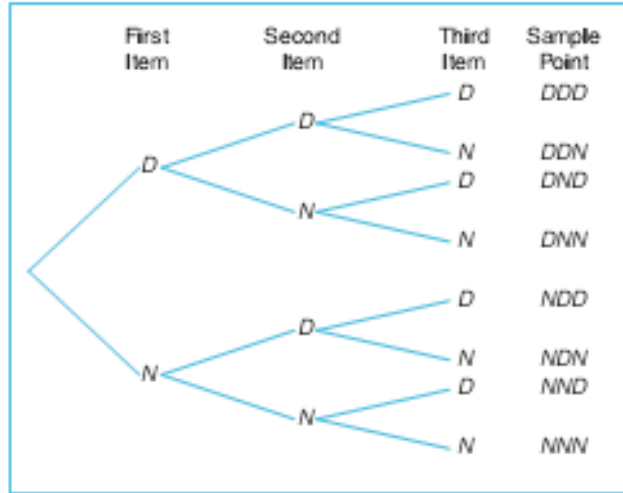 First Second Third Sample
Item Item Item Point
D DDD
D
N DDN
D
D DND
N
N DNN
D NDD
D
N NDN
N
D NND
N
N NNN